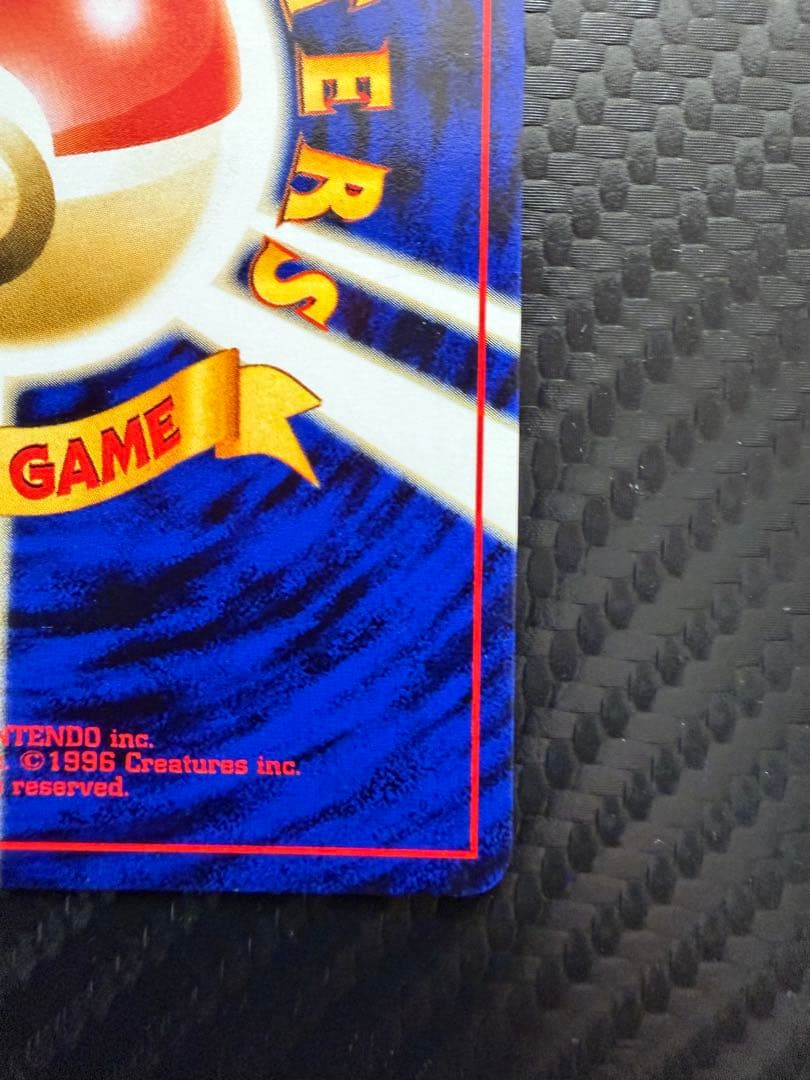 ERS
GAME
NTENDO inc.
. ©1996 Creatures inc.
s reserved.